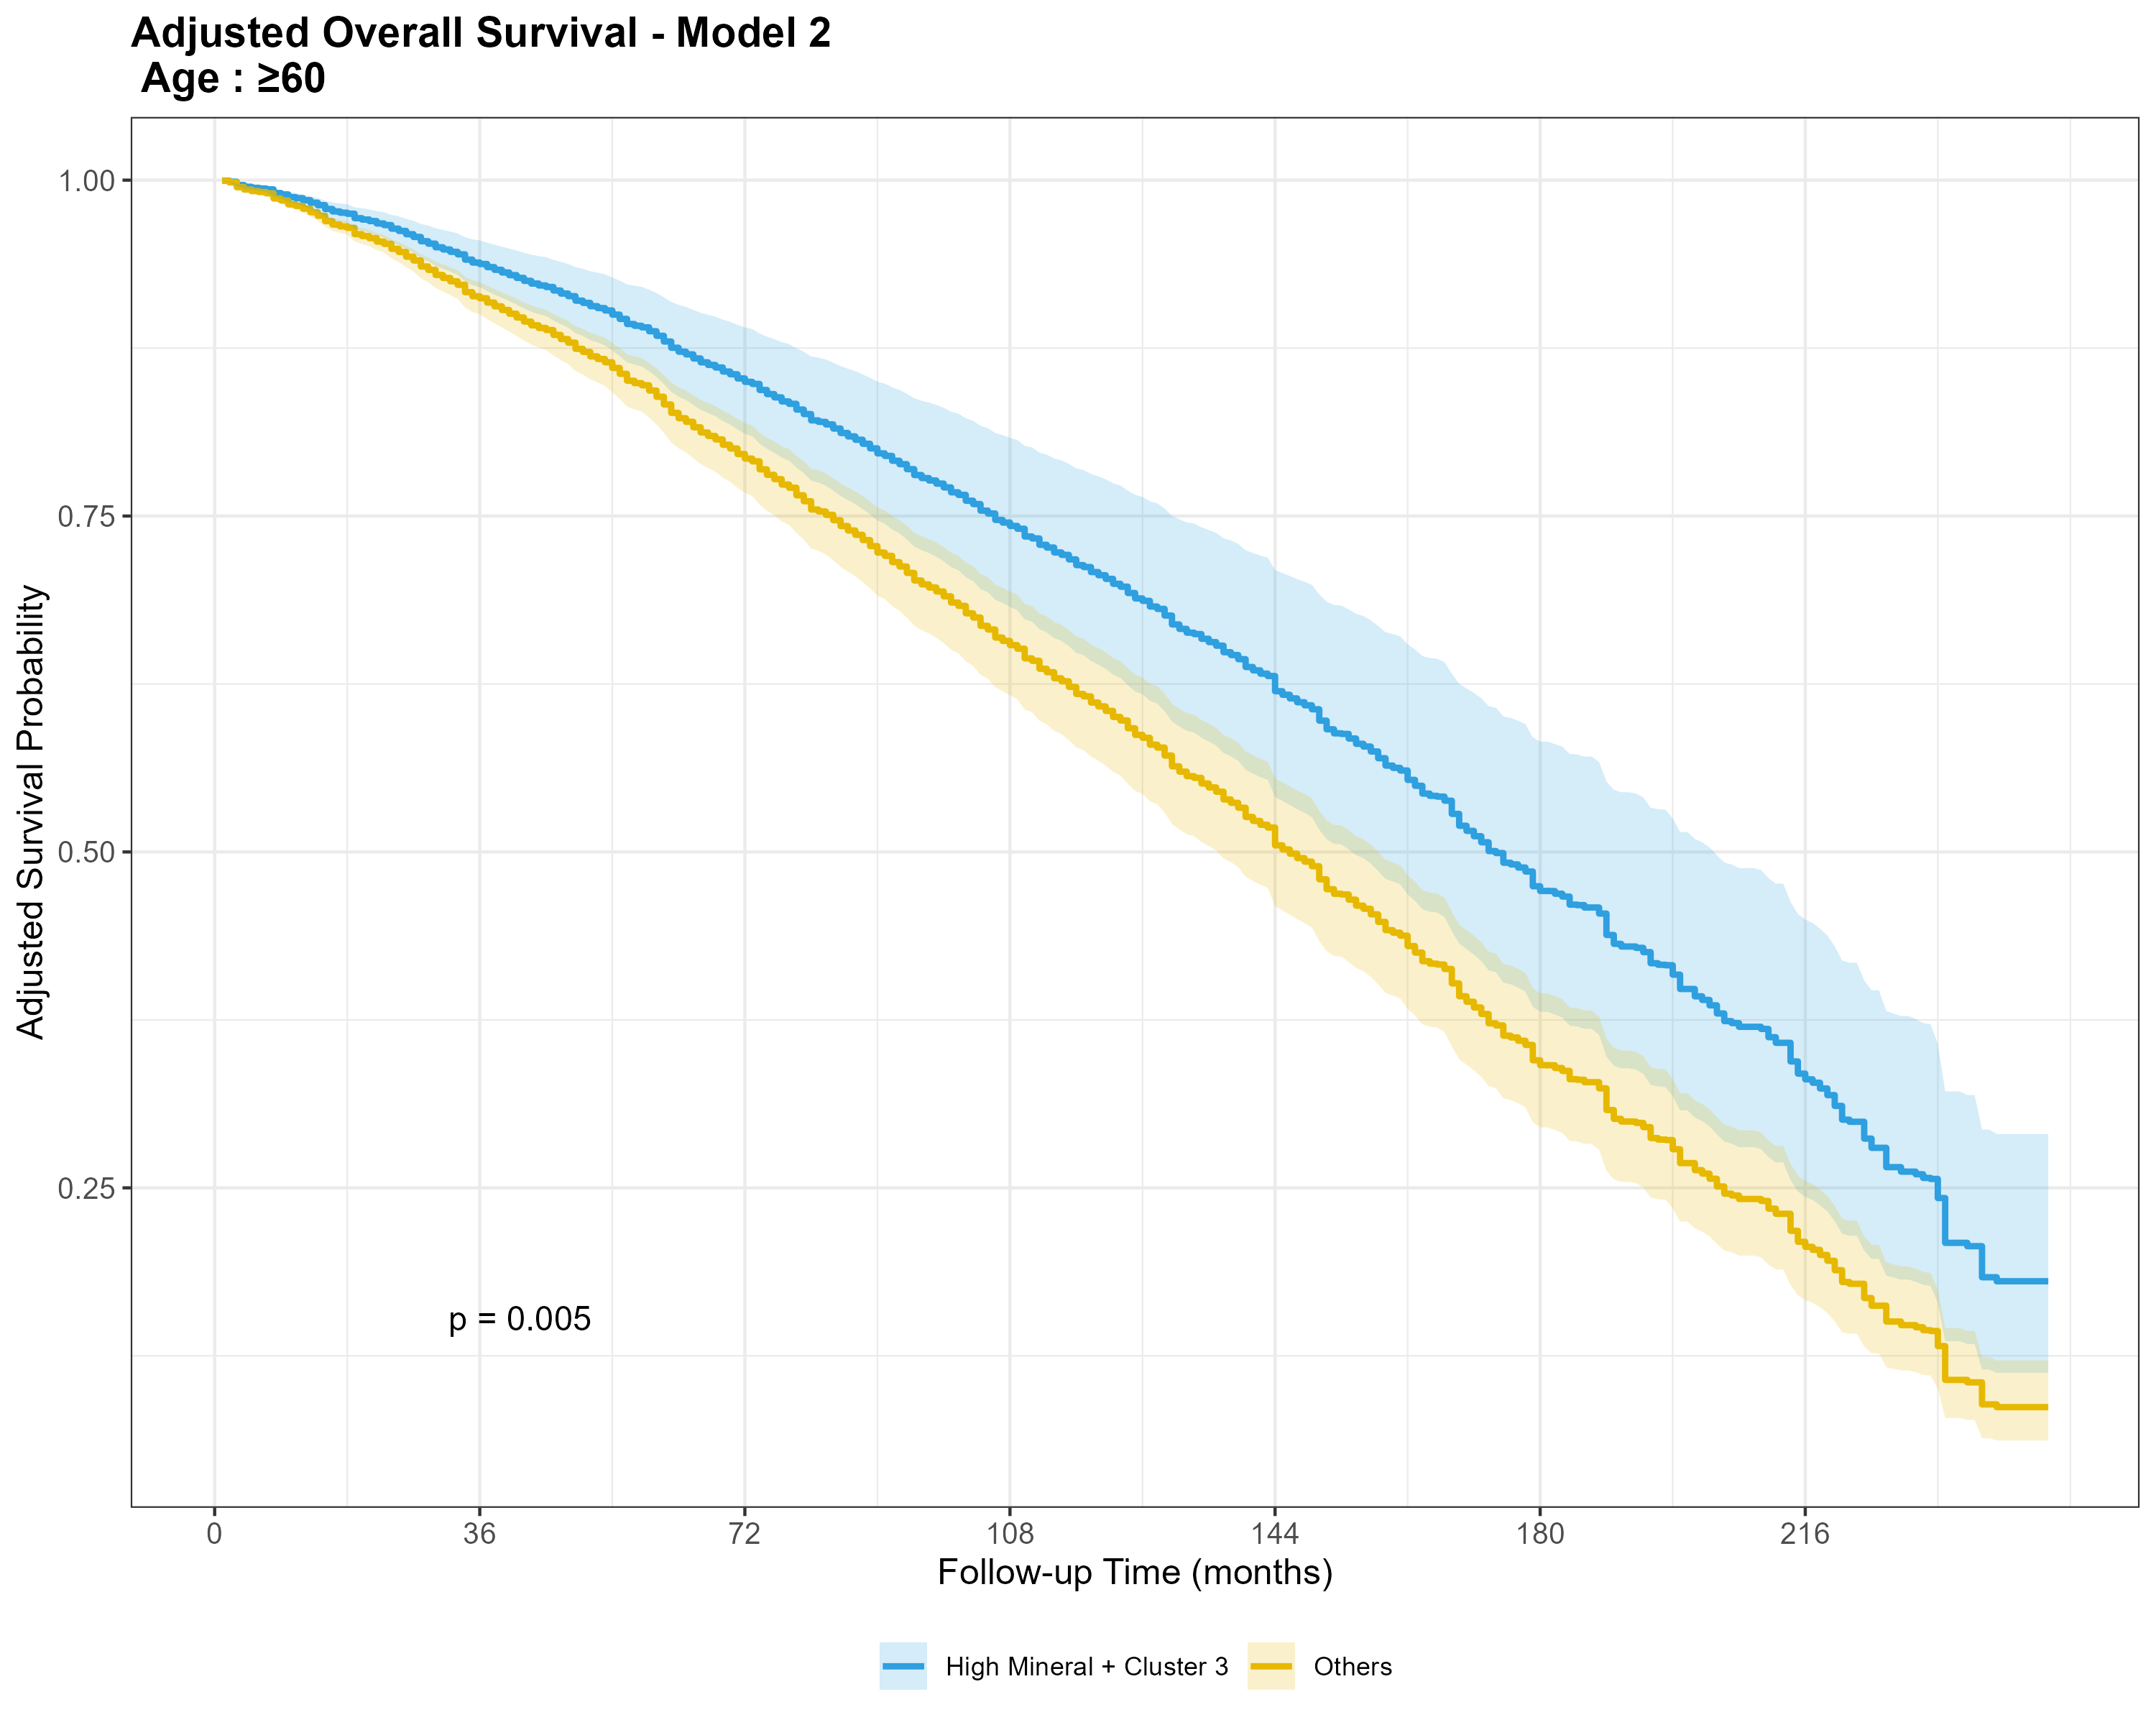 Adjusted Overall Survival - Model 2
Age : ≥60
Adjusted Survival Probability
1.00
0.75
0.50
0.25
p = 0.005
0 36 72 108 144 180 216
Follow-up Time (months)
High Mineral + Cluster 3 Others